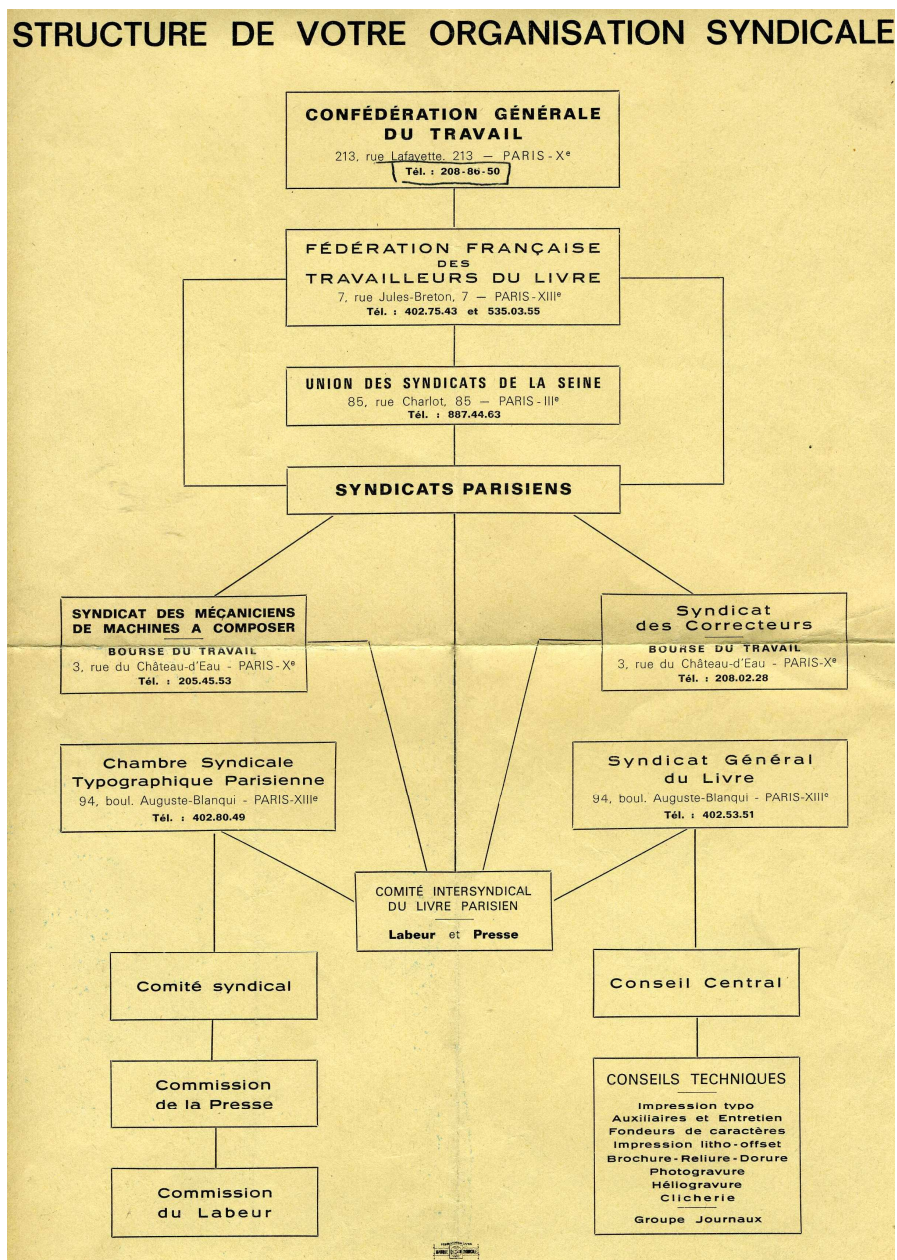 STRUCTURE DE VOTRE ORGANISATION SYNDICALE
CONFÉDÉRATION GÉNÉRALE
DU TRAVAIL
213, rue Lafayette, 213 — PARIS-Xe
Tél. : 208-86-50
FÉDÉRATION FRANÇAISE
DES
TRAVAILLEURS DU LIVRE
7, rue Jules-Breton, 7 — PARIS-XIIIe
Tél. : 402.75.43 et 535.03.55
UNION DES SYNDICATS DE LA SEINE
85, rue Charlot, 85 — PARIS-IIIe
Tél. : 887.44.63
SYNDICATS PARISIENS
SYNDICAT DES MÉCANICIENS
DE MACHINES A COMPOSER
BOURSE DU TRAVAIL
3, rue du Château-d'Eau - PARIS-Xe
Tél. : 205.45.53
Syndicat
des Correcteurs
BOURSE DU TRAVAIL
3, rue du Château-d'Eau - PARIS-Xe
Tél. : 208.02.28
Chambre Syndicale
Typographique Parisienne
94, boul. Auguste-Blanqui - PARIS-XIIIe
Tél. : 402.80.49
Syndicat Général
du Livre
94, boul. Auguste-Blanqui - PARIS-XIIIe
Tél. : 402.53.51
COMITÉ INTERSYNDICAL
DU LIVRE PARISIEN
Labeur et Presse
Comité syndical
Conseil Central
Commission
de la Presse
Commission
du Labeur
CONSEILS TECHNIQUES
Impression typo
Auxiliaires et Entretien
Fondeurs de caractères
Impression litho-offset
Brochure-Reliure-Dorure
Photogravure
Héliogravure
Clicherie
Groupe Journaux